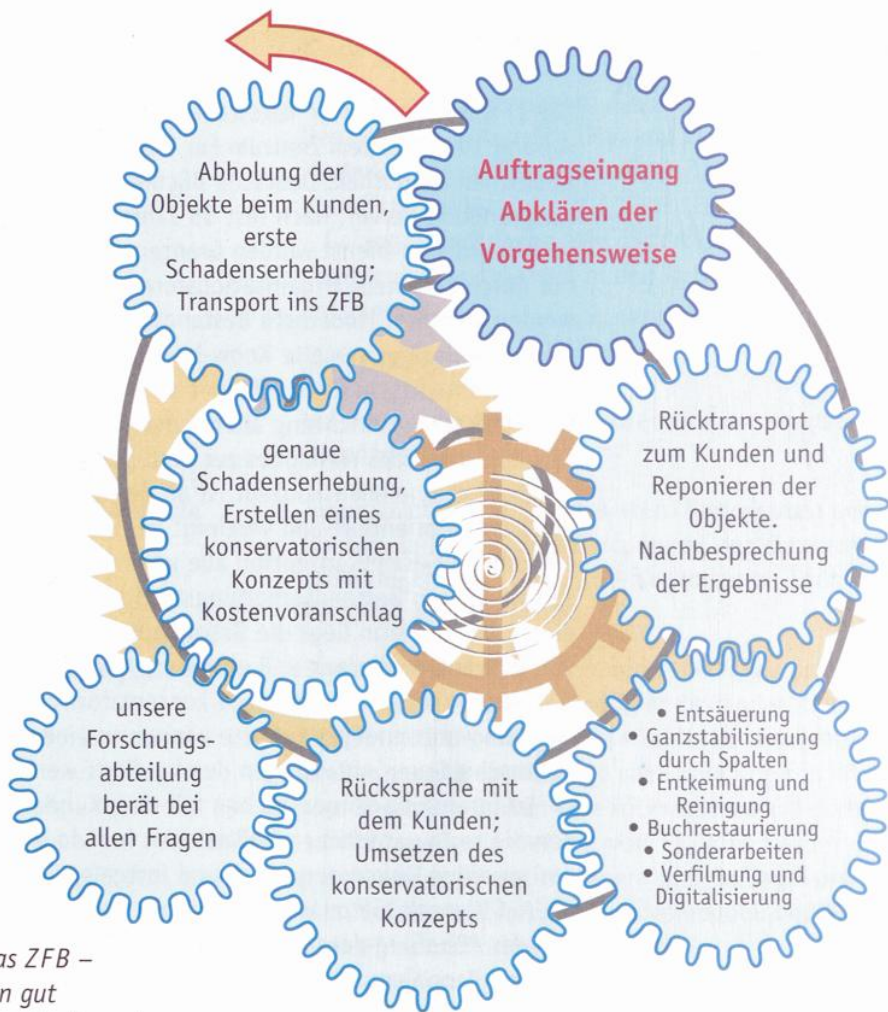 Auftragseingang
Abklären der
Vorgehensweise
Abholung der
Objekte beim Kunden,
erste
Schadenserhebung;
Transport ins ZFB
genaue
Schadenserhebung,
Erstellen eines
konservatorischen
Konzepts mit
Kostenvoranschlag
unsere
Forschungs-
abteilung
berät bei
allen Fragen
Rücksprache mit
dem Kunden;
Umsetzen des
konservatorischen
Konzepts
• Entsäuerung
• Ganzstabilisierung
durch Spalten
• Entkeimung und
Reinigung
• Buchrestaurierung
• Sonderarbeiten
• Verfilmung und
Digitalisierung
Rücktransport
zum Kunden und
Reponieren der
Objekte.
Nachbesprechung
der Ergebnisse
as ZFB –
n gut